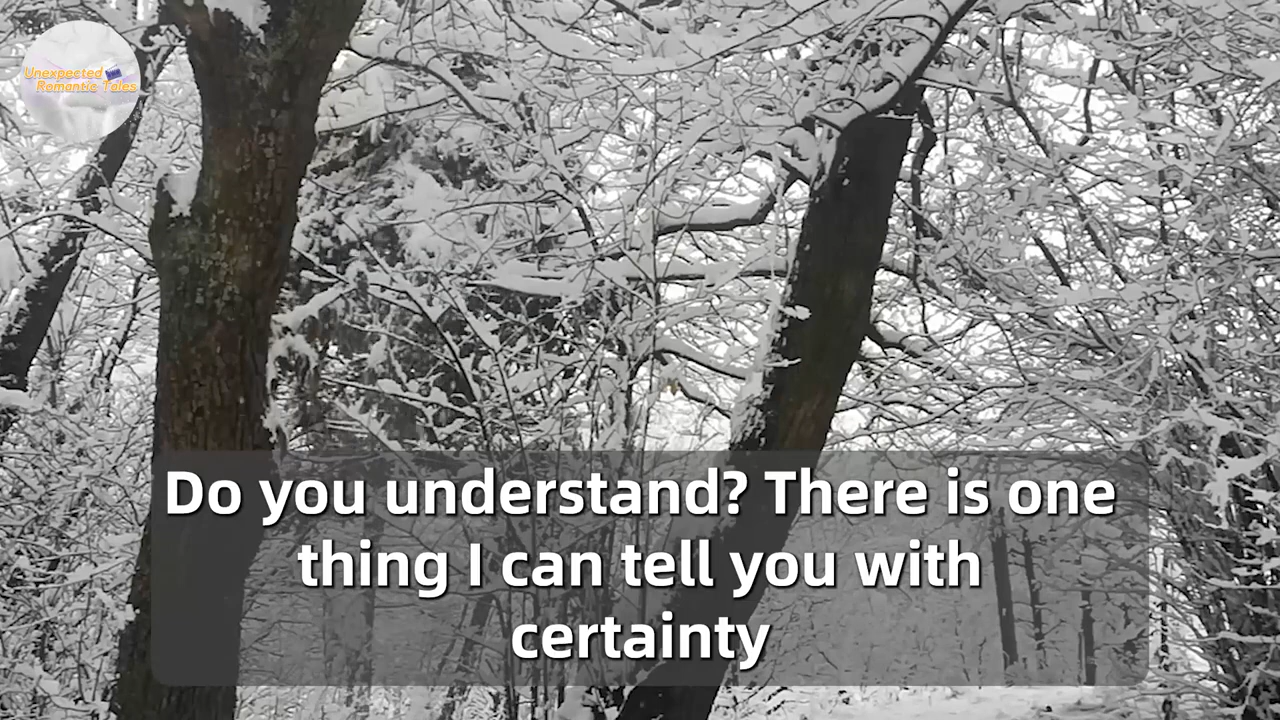 Unexpected
Romantic Tales
Do you understand? There is one
thing I can tell you with
certainty